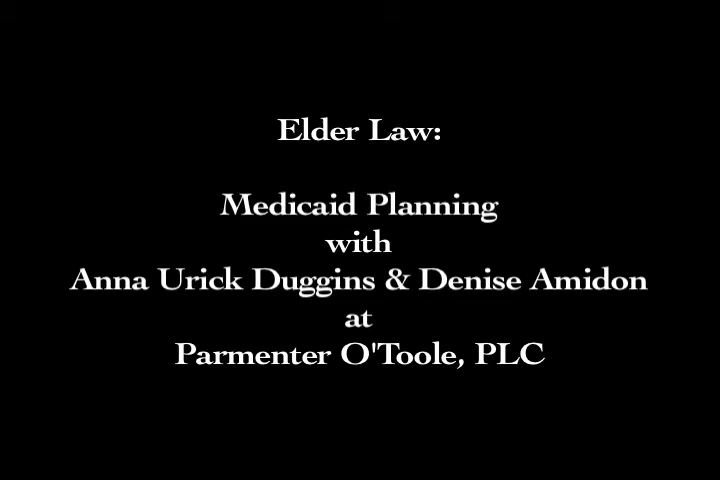 Elder Law:
Medicaid Planning
with
Anna Urick Duggins & Denise Amidon
at
Parmenter O'Toole, PLC